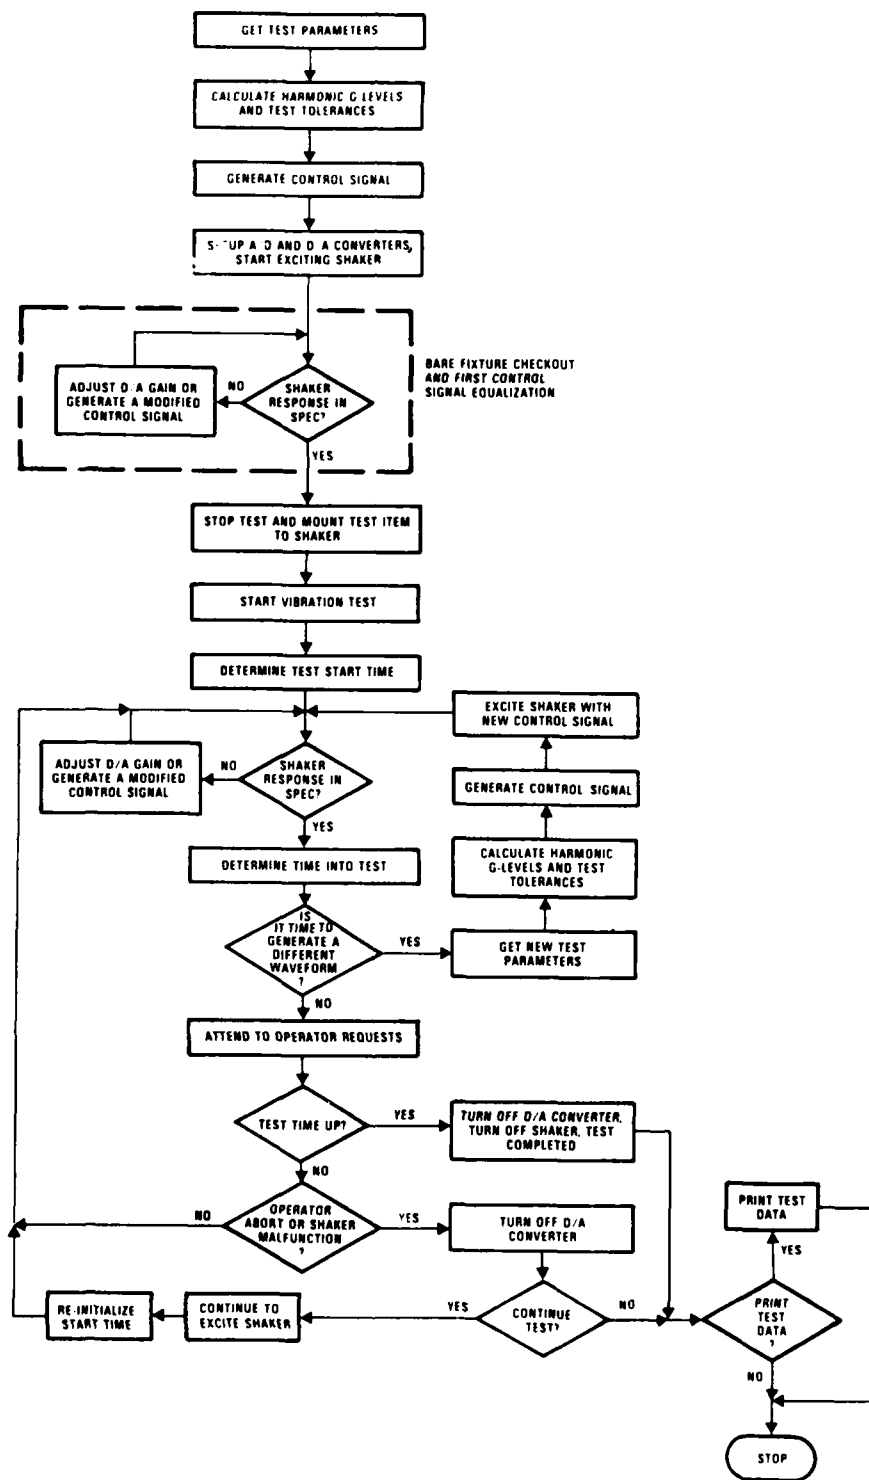 GET TEST PARAMETERS
CALCULATE HARMONIC G LEVELS
AND TEST TOLERANCES
GENERATE CONTROL SIGNAL
A D AND D/A CONVERTERS,
START EXCITING SHAKER
BARE FIXTURE CHECKOUT
AND FIRST CONTROL
SIGNAL EQUALIZATION
ADJUST D/A GAIN OR
GENERATE A MODIFIED
CONTROL SIGNAL
NO
SHAKER
RESPONSE IN
SPEC?
YES
STOP TEST AND MOUNT TEST ITEM
TO SHAKER
START VIBRATION TEST
DETERMINE TEST START TIME
EXCITE SHAKER WITH
NEW CONTROL SIGNAL
ADJUST D/A GAIN OR
GENERATE A MODIFIED
CONTROL SIGNAL
NO
SHAKER
RESPONSE IN
SPEC?
GENERATE CONTROL SIGNAL
YES
CALCULATE HARMONIC
G-LEVELS AND TEST
TOLERANCES
DETERMINE TIME INTO TEST
IS
IT TIME TO
GENERATE A
DIFFERENT
WAVEFORM
?
YES
GET NEW TEST
PARAMETERS
NO
ATTEND TO OPERATOR REQUESTS
TEST TIME UP?
YES
TURN OFF D/A CONVERTER,
TURN OFF SHAKER, TEST
COMPLETED
NO
OPERATOR
ABORT OR SHAKER
MALFUNCTION
?
NO
YES
TURN OFF D/A
CONVERTER
PRINT TEST
DATA
YES
RE-INITIALIZE
START TIME
CONTINUE TO
EXCITE SHAKER
YES
CONTINUE
TEST?
NO
PRINT
TEST
DATA
?
NO
STOP